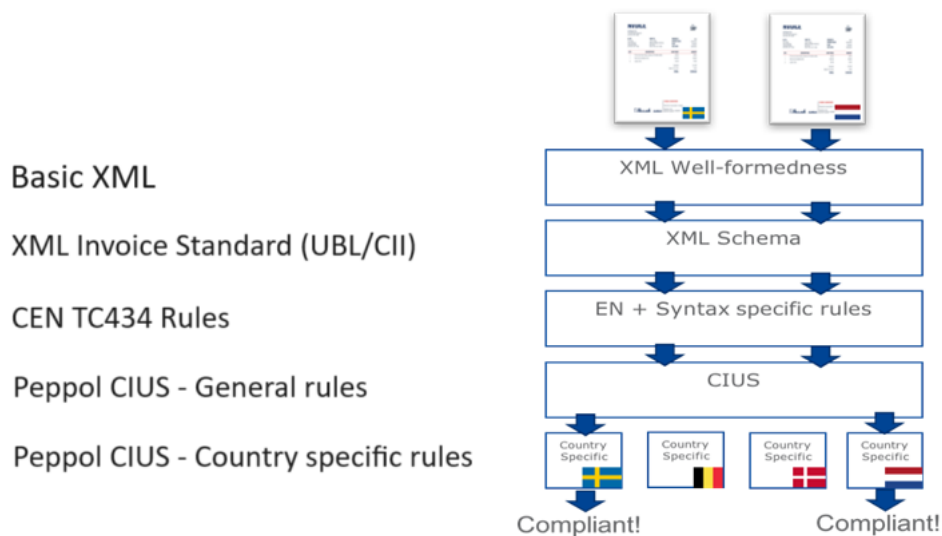 Basic XML
XML Well-formedness
XML Invoice Standard (UBL/CII)
XML Schema
CEN TC434 Rules
EN + Syntax specific rules
Peppol CIUS - General rules
CIUS
Peppol CIUS - Country specific rules
Country
Specific
Country
Specific
Country
Specific
Country
Specific
Compliant!
Compliant!